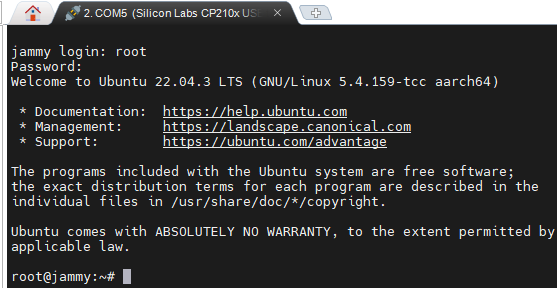 2. COM5 (Silicon Labs CP210x US
jammy login: root
Password:
Welcome to Ubuntu 22.04.3 LTS (GNU/Linux 5.4.159-tcc aarch64)
* Documentation: https://help.ubuntu.com
* Management: https://landscape.canonical.com
* Support: https://ubuntu.com/advantage
The programs included with the Ubuntu system are free software;
the exact distribution terms for each program are described in the
individual files in /usr/share/doc/*/copyright.
Ubuntu comes with ABSOLUTELY NO WARRANTY, to the extent permitted by
applicable law.
root@jammy:~#